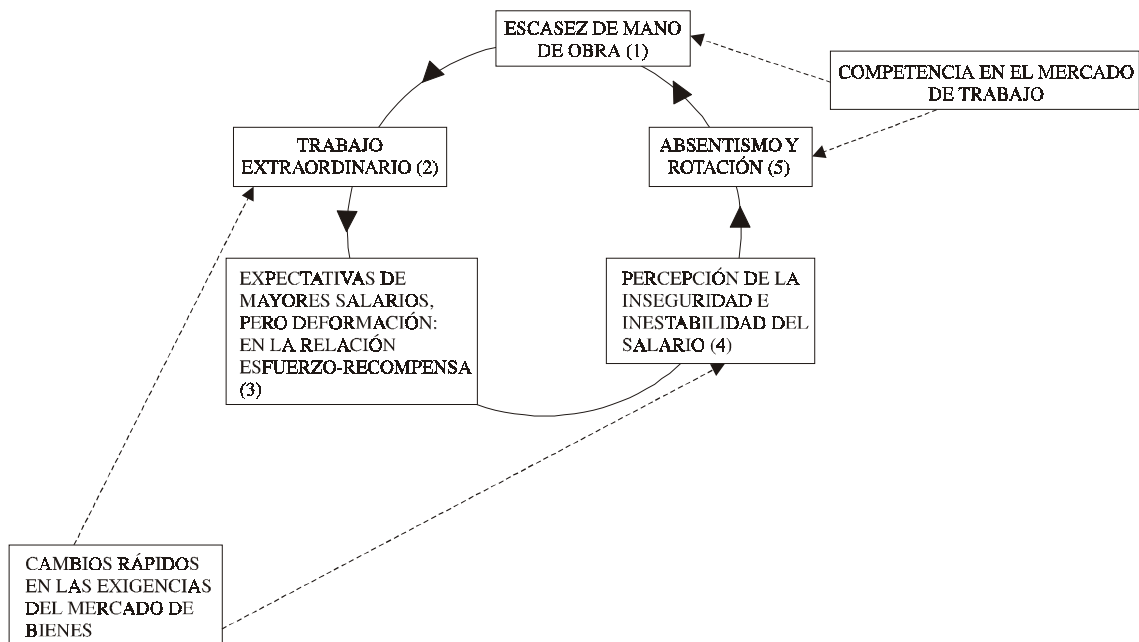 ESCASEZ DE MANO
DE OBRA (1)
COMPETENCIA EN EL MERCADO
DE TRABAJO
TRABAJO
EXTRAORDINARIO (2)
ABSENTISMO Y
ROTACIÓN (5)
EXPECTATIVAS DE
MAYORES SALARIOS,
PERO DEFORMACIÓN:
EN LA RELACIÓN
ESFUERZO-RECOMPENSA
(3)
PERCEPCIÓN DE LA
INSEGURIDAD E
INESTABILIDAD DEL
SALARIO (4)
CAMBIOS RÁPIDOS
EN LAS EXIGENCIAS
DEL MERCADO DE
BIENES